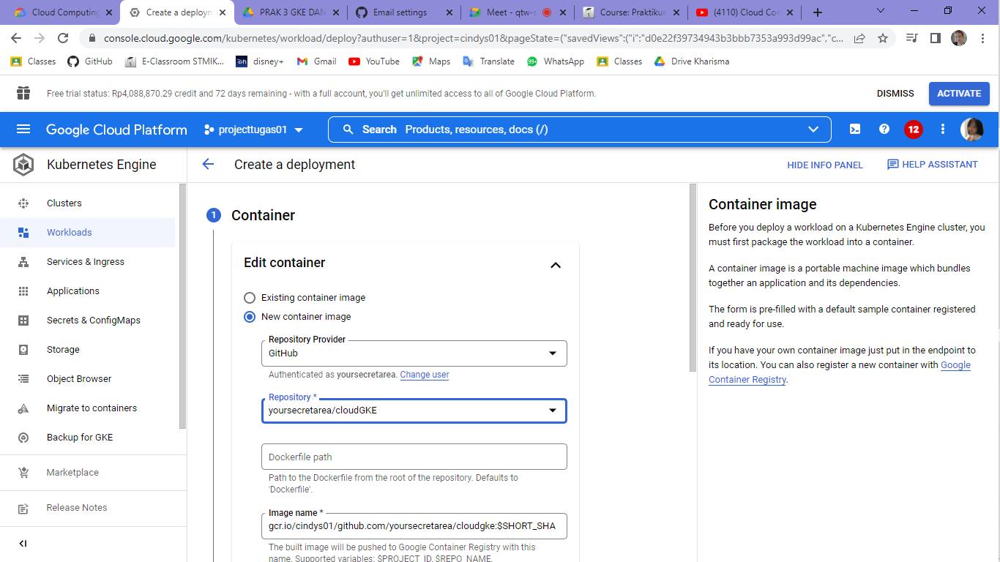 Cloud Computing
Create a deploym
PRAK 3 GKE DAN
Email settings
Meet - qtw-s
Course: Praktikur
(4110) Cloud Con
console.cloud.google.com/kubernetes/workload/deploy?authuser=1&project=cindys01&pageState=("savedViews":("i":"d0e22f39734943b3bbb7353a993d99ac","c...
Classes
GitHub
E-Classroom STMIK...
disney+
Gmail
YouTube
Maps
Translate
99+
WhatsApp
Classes
Drive Kharisma
Free trial status: Rp4,088,870.29 credit and 72 days remaining - with a full account, you'll get unlimited access to all of Google Cloud Platform.
DISMISS
ACTIVATE
Google Cloud Platform
projecttugas01
Search Products, resources, docs (/)
12
Kubernetes Engine
Create a deployment
HIDE INFO PANEL
HELP ASSISTANT
Clusters
Workloads
Services & Ingress
Applications
Secrets & ConfigMaps
Storage
Object Browser
Migrate to containers
Backup for GKE
Marketplace
Release Notes
1 Container
Edit container
Existing container image
New container image
Repository Provider
GitHub
Authenticated as yoursecretarea. Change user
Repository *
yoursecretarea/cloudGKE
Dockerfile path
Path to the Dockerfile from the root of the repository. Defaults to
'Dockerfile'.
Image name *
gcr.io/cindys01/github.com/yoursecretarea/cloudgke:$SHORT_SHA
The built image will be pushed to Google Container Registry with this
name. Supported variables: $PROJECT_ID, $REPO_NAME,
Container image
Before you deploy a workload on a Kubernetes Engine cluster, you
must first package the workload into a container.
A container image is a portable machine image which bundles
together an application and its dependencies.
The form is pre-filled with a default sample container registered
and ready for use.
If you have your own container image just put in the endpoint to
its location. You can also register a new container with Google
Container Registry.